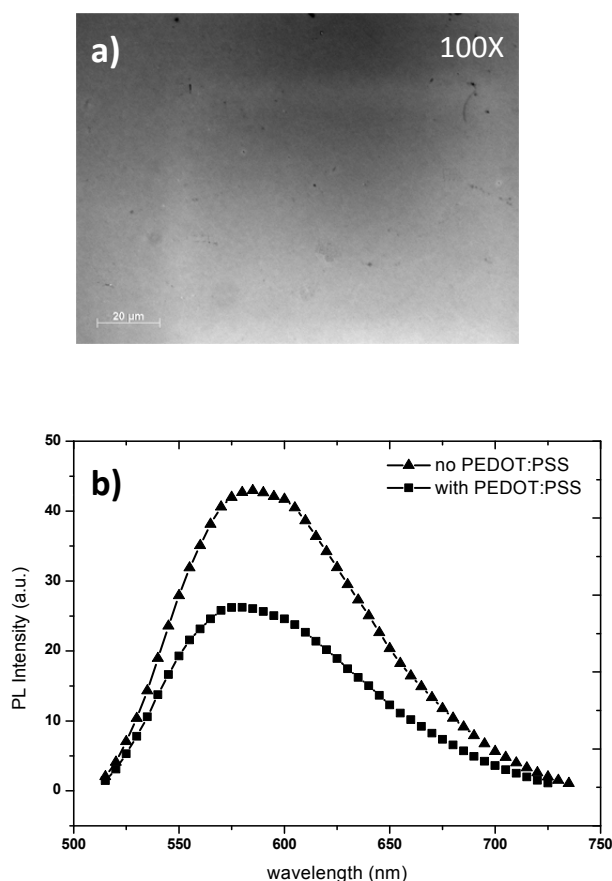 a)
100X
20 µm
b)
no PEDOT:PSS
with PEDOT:PSS
50
40
30
20
10
0
PL Intensity (a.u.)
500
550
600
650
700
750
wavelength (nm)